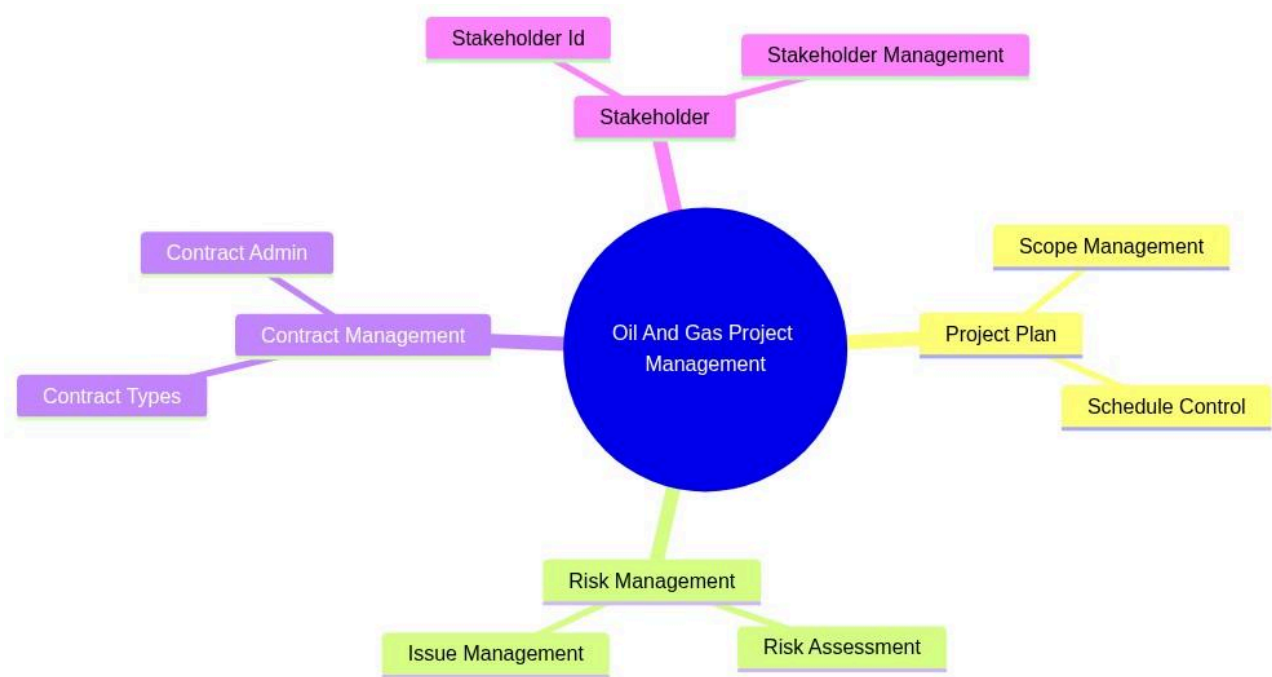 Stakeholder Id
Stakeholder Management
Stakeholder
Contract Admin
Scope Management
Contract Management
Oil And Gas Project
Management
Project Plan
Contract Types
Schedule Control
Risk Management
Issue Management
Risk Assessment